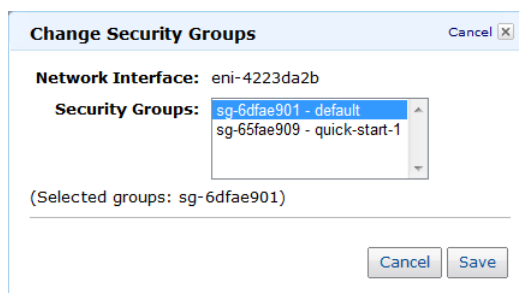 Change Security Groups
Cancel
Network Interface: eni-4223da2b
Security Groups:
sg-6dfae901 - default
sg-65fae909 - quick-start-1
(Selected groups: sg-6dfae901)
Cancel Save